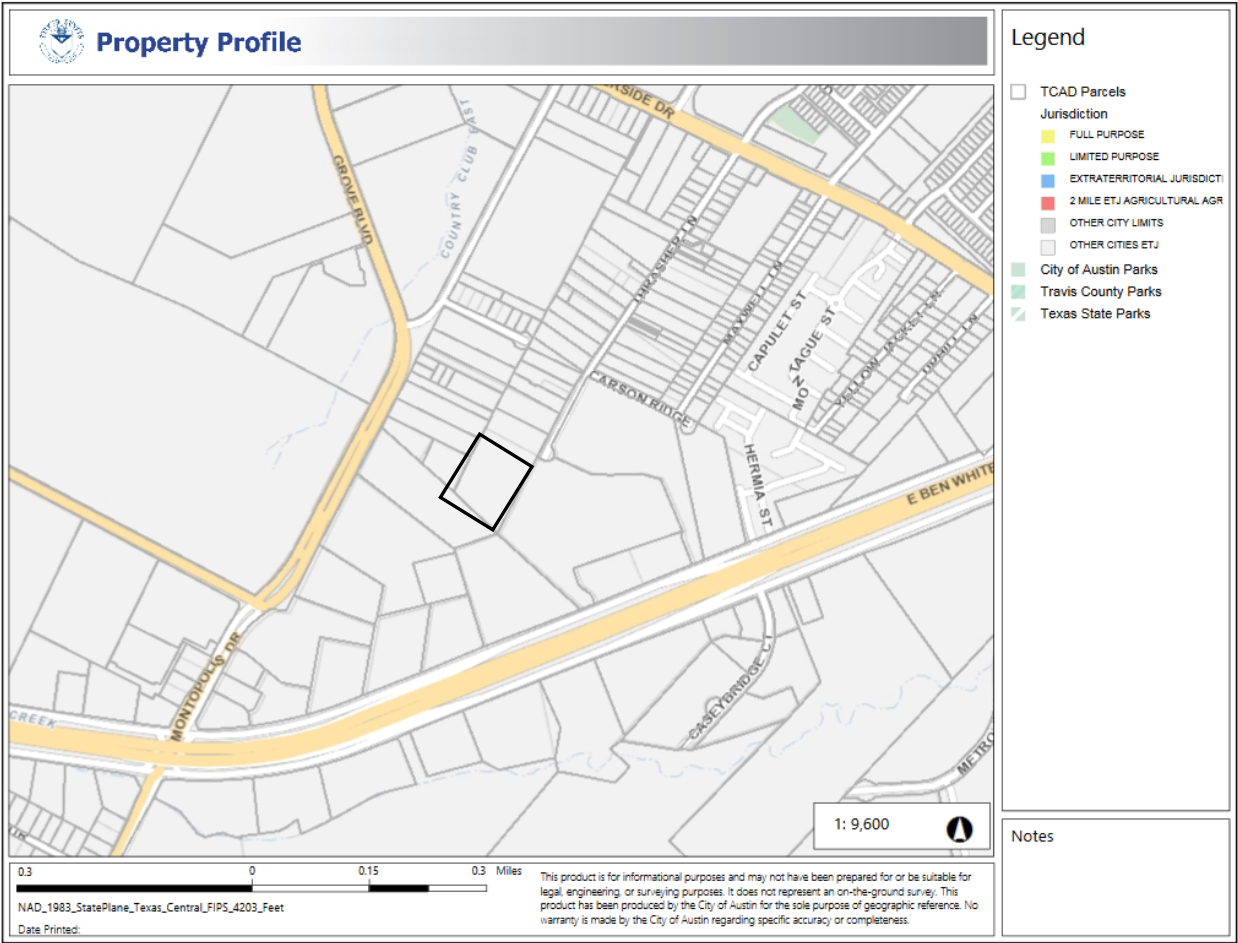 Property Profile
Legend
TCAD Parcels
Jurisdiction
FULL PURPOSE
LIMITED PURPOSE
EXTRATERRITORIAL JURISDICTI
2 MILE ETJ AGRICULTURAL AGR
OTHER CITY LIMITS
OTHER CITIES ETJ
City of Austin Parks
Travis County Parks
Texas State Parks
RSIDE DR
GROVE BLVD
COUNTRY CLUB EAST
THRASHER LN
MAXWELL LN
CAPULET ST
MONTAGUE ST
YELLOW JACKET LN
CARSON RIDGE
HERMIA ST
E BEN WHITE
MONTOPOLIS DR
CREEK
CASEYBRIDGE CT
METRO
1: 9,600
Notes
0.3 0 0.15 0.3 Miles
NAD_1983_StatePlane_Texas_Central_FIPS_4203_Feet
Date Printed:
This product is for informational purposes and may not have been prepared for or be suitable for
legal, engineering, or surveying purposes. It does not represent an on-the-ground survey. This
product has been produced by the City of Austin for the sole purpose of geographic reference. No
warranty is made by the City of Austin regarding specific accuracy or completeness.